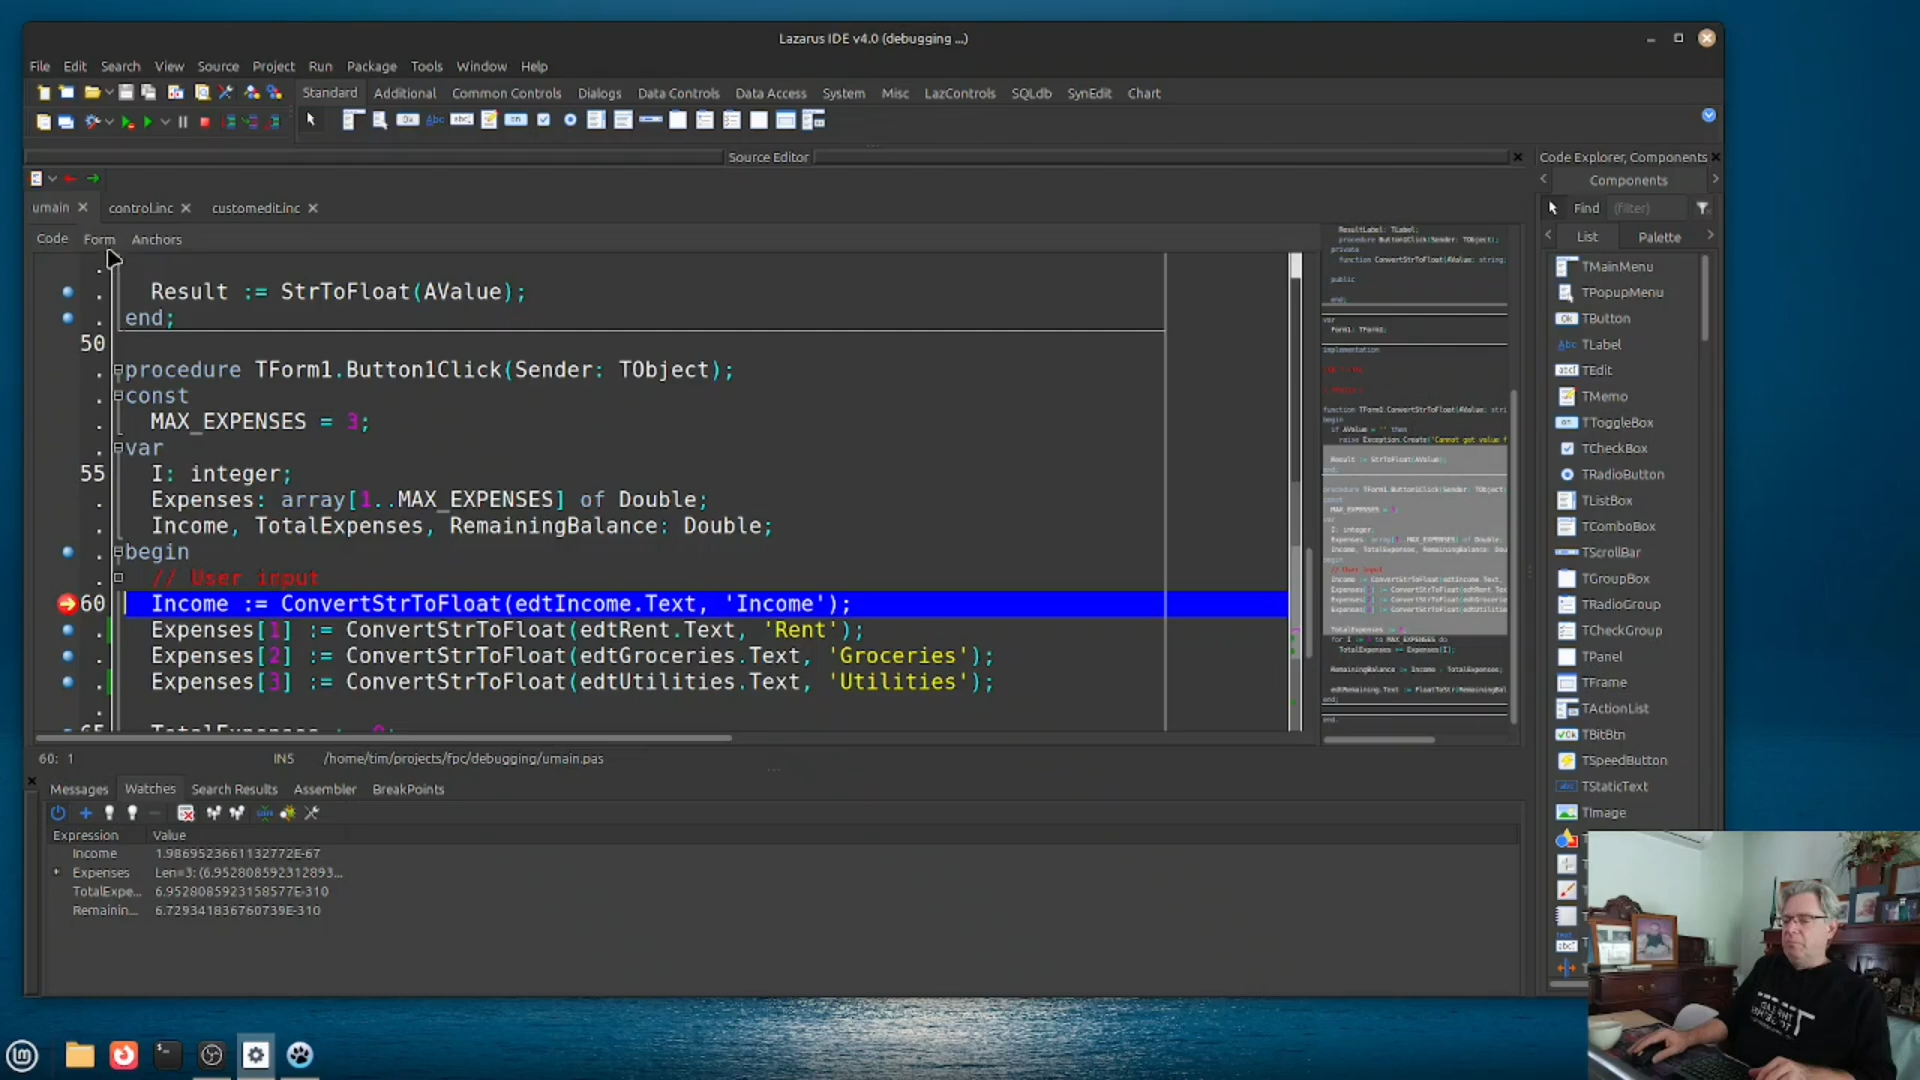 Lazarus IDE v4.0 (debugging ...)
File Edit Search View Source Project Run Package Tools Window Help
Standard Additional Common Controls Dialogs Data Controls Data Access System Misc LazControls SQLdb SynEdit Chart
Source Editor
Code Explorer, Components
Components
umain control.inc customedit.inc
Find (filter)
Code Form Anchors
List Palette
Result := StrToFloat(AValue);
end;
50
procedure TForm1.Button1Click(Sender: TObject);
const
MAX_EXPENSES = 3;
var
55 I: integer;
Expenses: array[1..MAX_EXPENSES] of Double;
Income, TotalExpenses, RemainingBalance: Double;
begin
// User input
60 Income := ConvertStrToFloat(edtIncome.Text, 'Income');
Expenses[1] := ConvertStrToFloat(edtRent.Text, 'Rent');
Expenses[2] := ConvertStrToFloat(edtGroceries.Text, 'Groceries');
Expenses[3] := ConvertStrToFloat(edtUtilities.Text, 'Utilities');
TMainMenu
TPopupMenu
TButton
TLabel
TEdit
TMemo
TToggleBox
TCheckBox
TRadioButton
TListBox
TComboBox
TScrollBar
TGroupBox
TRadioGroup
TCheckGroup
TPanel
TFrame
TActionList
TBitBtn
TSpeedButton
TStaticText
TImage
60: 1 INS /home/tim/projects/fpc/debugging/umain.pas
Messages Watches Search Results Assembler BreakPoints
Expression Value
Income 1.9869523661132772E-67
Expenses Len=3: (6.952808592312893...
TotalExpe... 6.9528085923158577E-310
Remainin... 6.729341836760739E-310